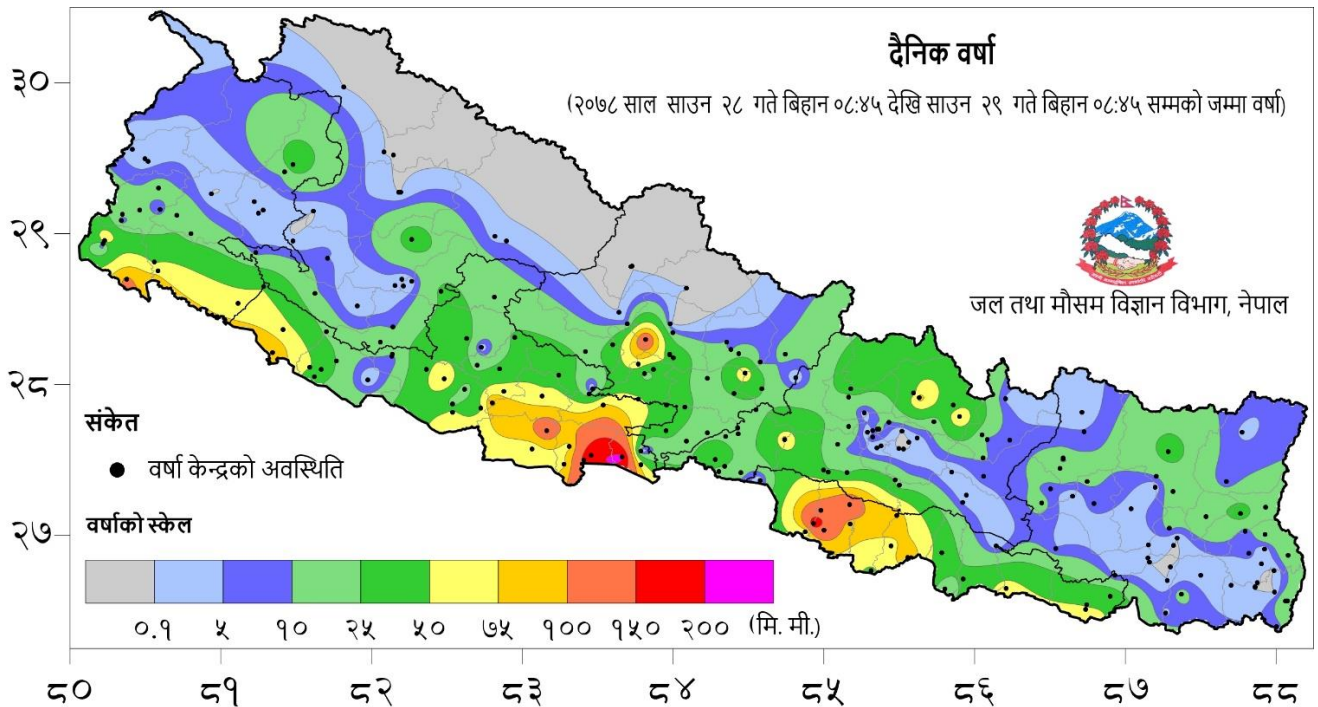 दैनिक वर्षा
(२०७८ साल साउन २८ गते बिहान ०८:४५ देखि साउन २९ गते बिहान ०८:४५ सम्मको जम्मा वर्षा)
जल तथा मौसम विज्ञान विभाग, नेपाल
३०
२९
२८
२७
संकेत
वर्षा केन्द्रको अवस्थिति
वर्षाको स्केल
०.१ ५ १० २५ ५० ७५ १०० १५० २०० (मि. मी.)
८० ८१ ८२ ८३ ८४ ८५ ८६ ८७ ८८